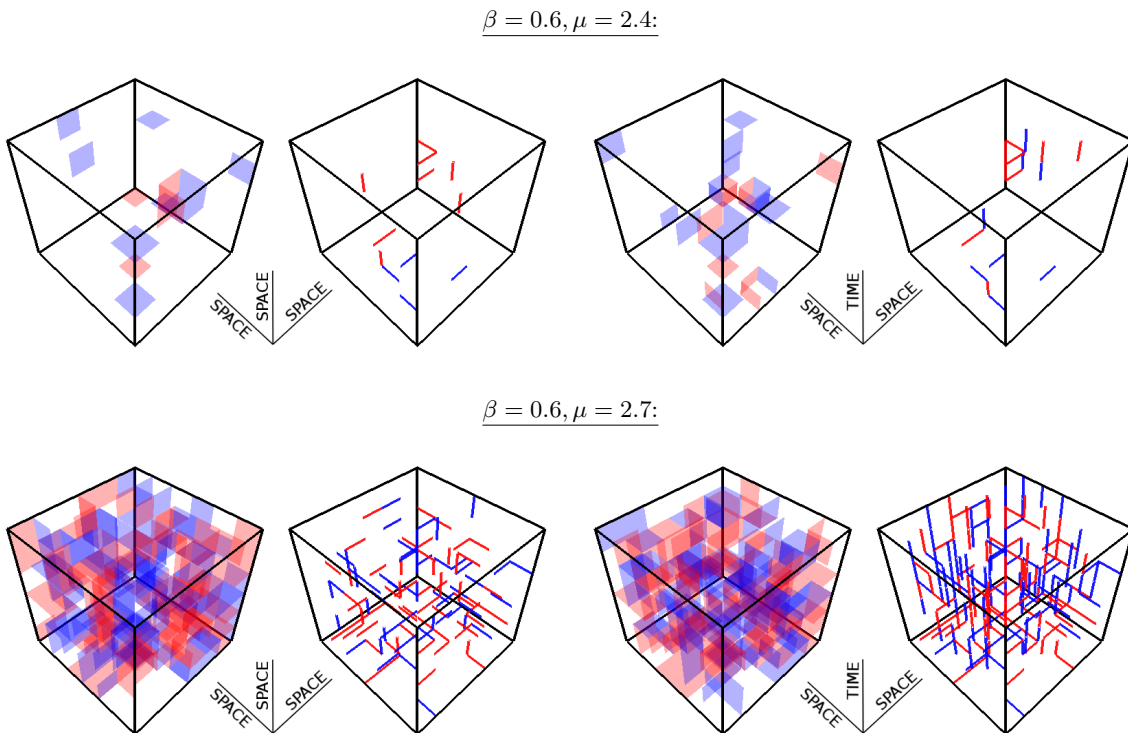 β = 0.6, μ = 2.4:
SPACE SPACE SPACE
SPACE TIME SPACE
β = 0.6, μ = 2.7:
SPACE SPACE SPACE
SPACE TIME SPACE